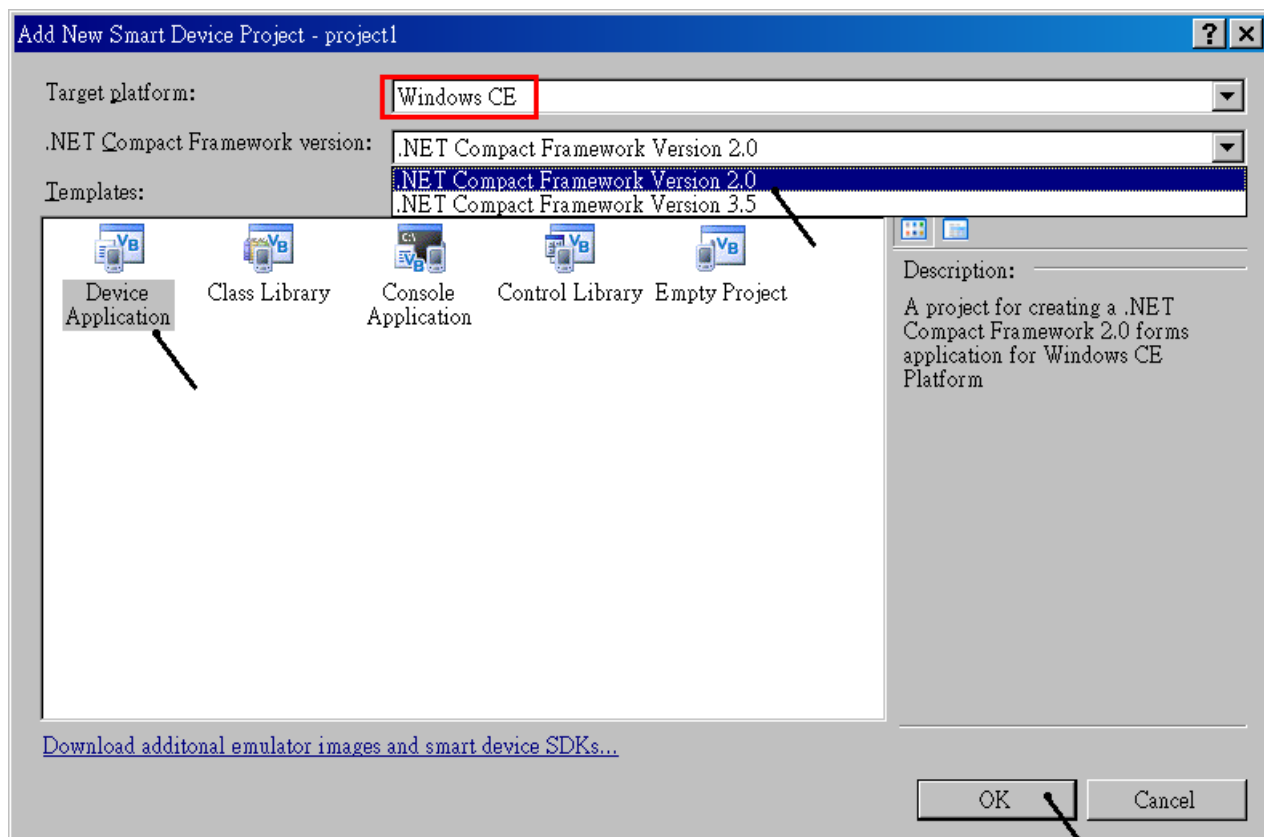 Add New Smart Device Project - project1
Target platform:
Windows CE
.NET Compact Framework version:
.NET Compact Framework Version 2.0
.NET Compact Framework Version 2.0
.NET Compact Framework Version 3.5
Templates:
Device
Application
Class Library
Console
Application
Control Library
Empty Project
Description:
A project for creating a .NET
Compact Framework 2.0 forms
application for Windows CE
Platform
Download additonal emulator images and smart device SDKs...
OK
Cancel